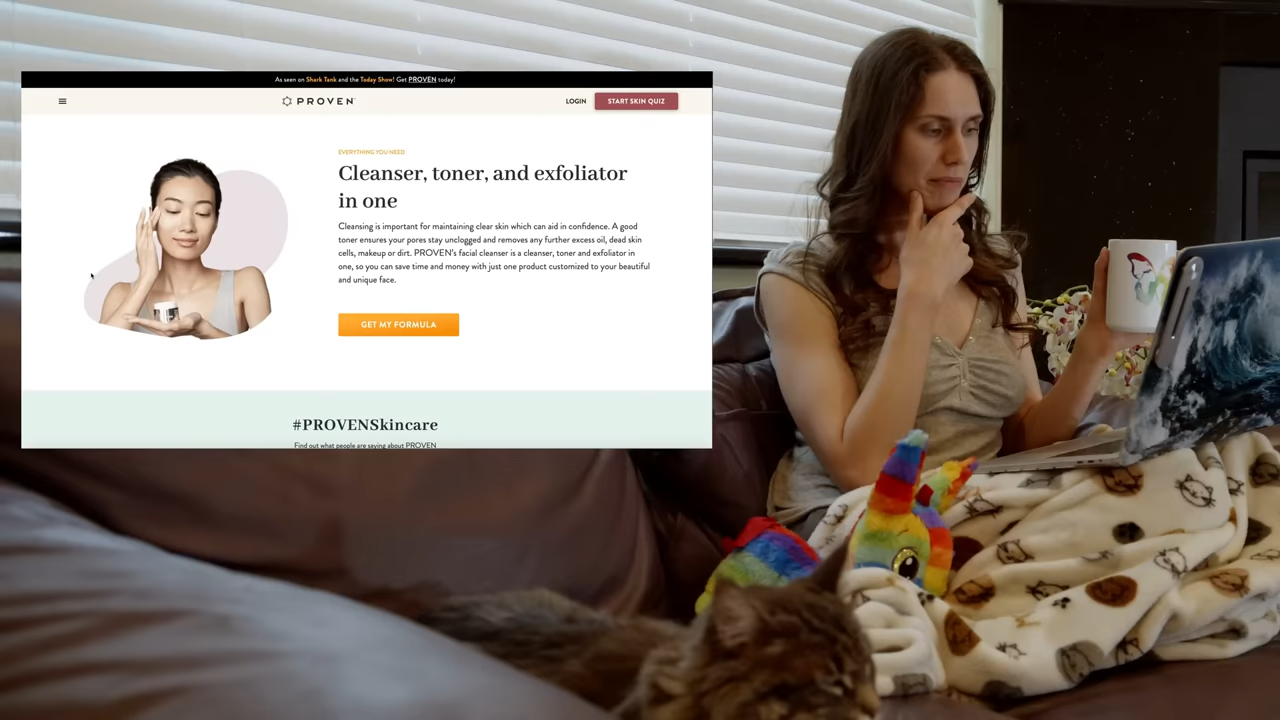 As seen on Shark Tank and the Today Show! Get PROVEN today!
PROVEN
LOGIN
START SKIN QUIZ
EVERYTHING YOU NEED
Cleanser, toner, and exfoliator
in one
Cleansing is important for maintaining clear skin which can aid in confidence. A good
toner ensures your pores stay unclogged and removes any further excess oil, dead skin
cells, makeup or dirt. PROVEN's facial cleanser is a cleanser, toner and exfoliator in
one, so you can save time and money with just one product customized to your beautiful
and unique face.
GET MY FORMULA
#PROVENSkincare
Find out what people are saying about PROVEN